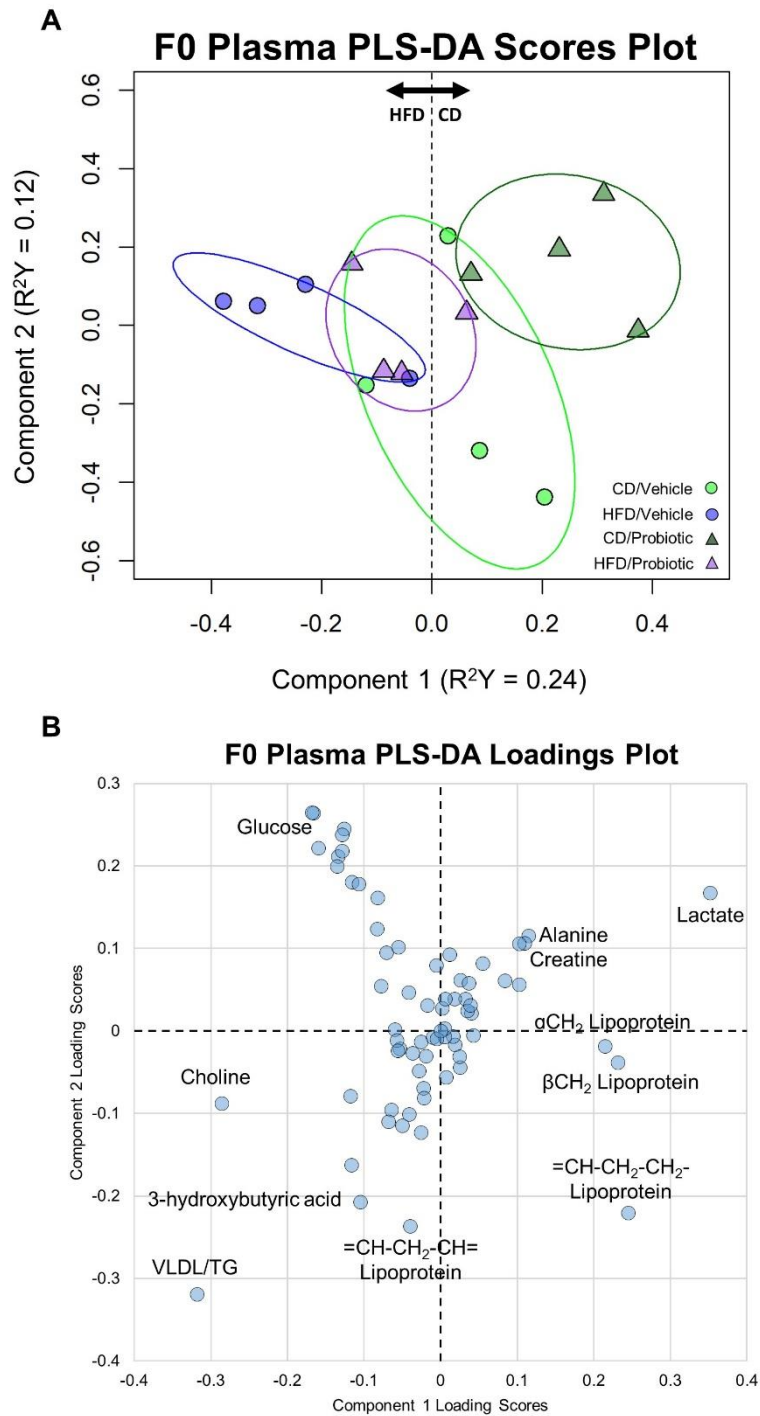 A
F0 Plasma PLS-DA Scores Plot
HFD CD
0.6
0.4
0.2
0.0
-0.2
-0.4
-0.6
Component 2 (R²Y = 0.12)
CD/Vehicle
HFD/Vehicle
CD/Probiotic
HFD/Probiotic
-0.4 -0.2 0.0 0.2 0.4
Component 1 (R²Y = 0.24)
B
F0 Plasma PLS-DA Loadings Plot
0.3
Glucose
0.2
Lactate
0.1
Alanine
Creatine
αCH₂ Lipoprotein
0
βCH₂ Lipoprotein
Choline
-0.1
=CH-CH₂-CH₂-
Lipoprotein
-0.2
3-hydroxybutyric acid
=CH-CH₂-CH=
Lipoprotein
VLDL/TG
-0.3
-0.4
Component 2 Loading Scores
-0.4 -0.3 -0.2 -0.1 0 0.1 0.2 0.3 0.4
Component 1 Loading Scores